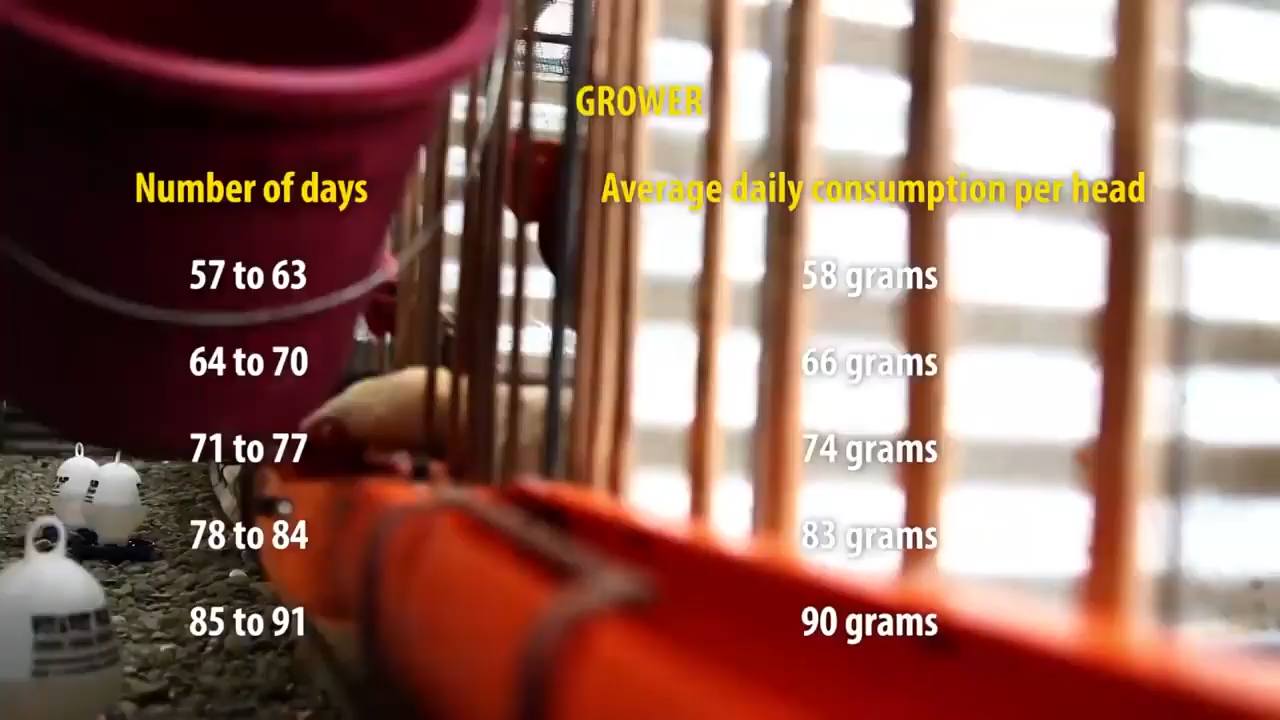 GROWER
Number of days Average daily consumption per head
57 to 63 58 grams
64 to 70 66 grams
71 to 77 74 grams
78 to 84 83 grams
85 to 91 90 grams